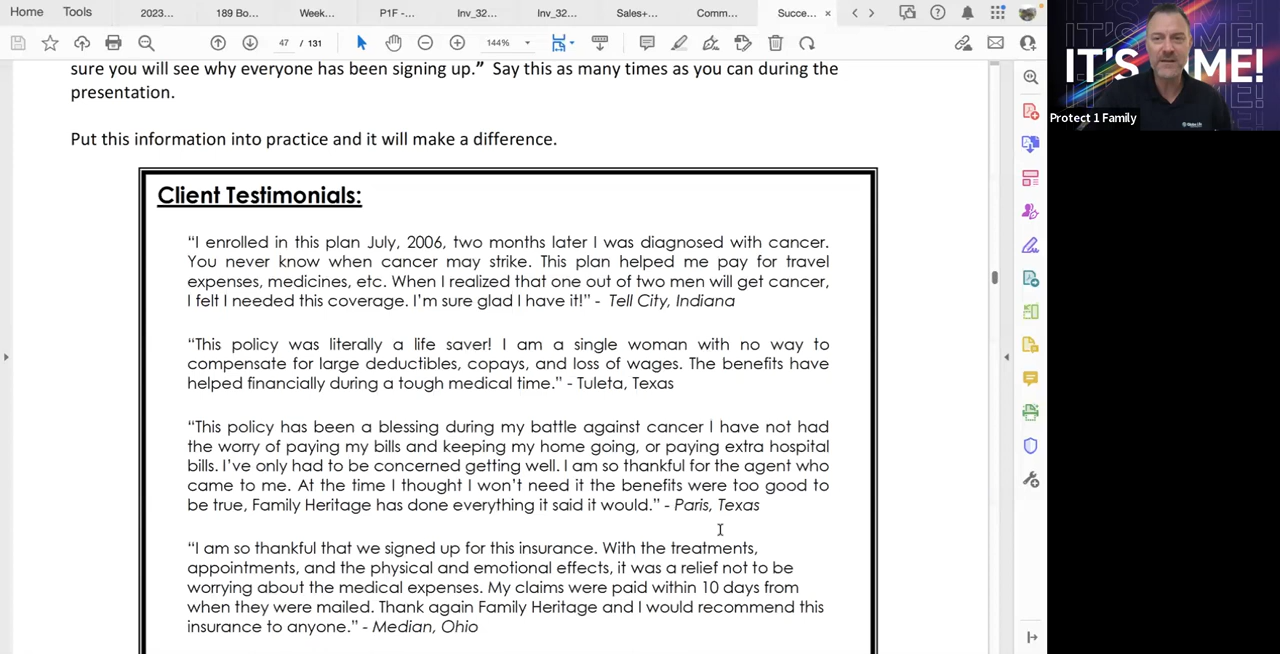 Home Tools 2023... 189 Bo... Week... P1F -... Inv_32... Inv_32... Sales+... Comm... Succe... ×
47 / 131 144%
sure you will see why everyone has been signing up.” Say this as many times as you can during the
presentation.
Put this information into practice and it will make a difference.
Client Testimonials:
“I enrolled in this plan July, 2006, two months later I was diagnosed with cancer.
You never know when cancer may strike. This plan helped me pay for travel
expenses, medicines, etc. When I realized that one out of two men will get cancer,
I felt I needed this coverage. I’m sure glad I have it!” - Tell City, Indiana
“This policy was literally a life saver! I am a single woman with no way to
compensate for large deductibles, copays, and loss of wages. The benefits have
helped financially during a tough medical time.” - Tuleta, Texas
“This policy has been a blessing during my battle against cancer I have not had
the worry of paying my bills and keeping my home going, or paying extra hospital
bills. I’ve only had to be concerned getting well. I am so thankful for the agent who
came to me. At the time I thought I won’t need it the benefits were too good to
be true, Family Heritage has done everything it said it would.” - Paris, Texas
“I am so thankful that we signed up for this insurance. With the treatments,
appointments, and the physical and emotional effects, it was a relief not to be
worrying about the medical expenses. My claims were paid within 10 days from
when they were mailed. Thank again Family Heritage and I would recommend this
insurance to anyone.” - Median, Ohio
IT’S ME!
Protect 1 Family